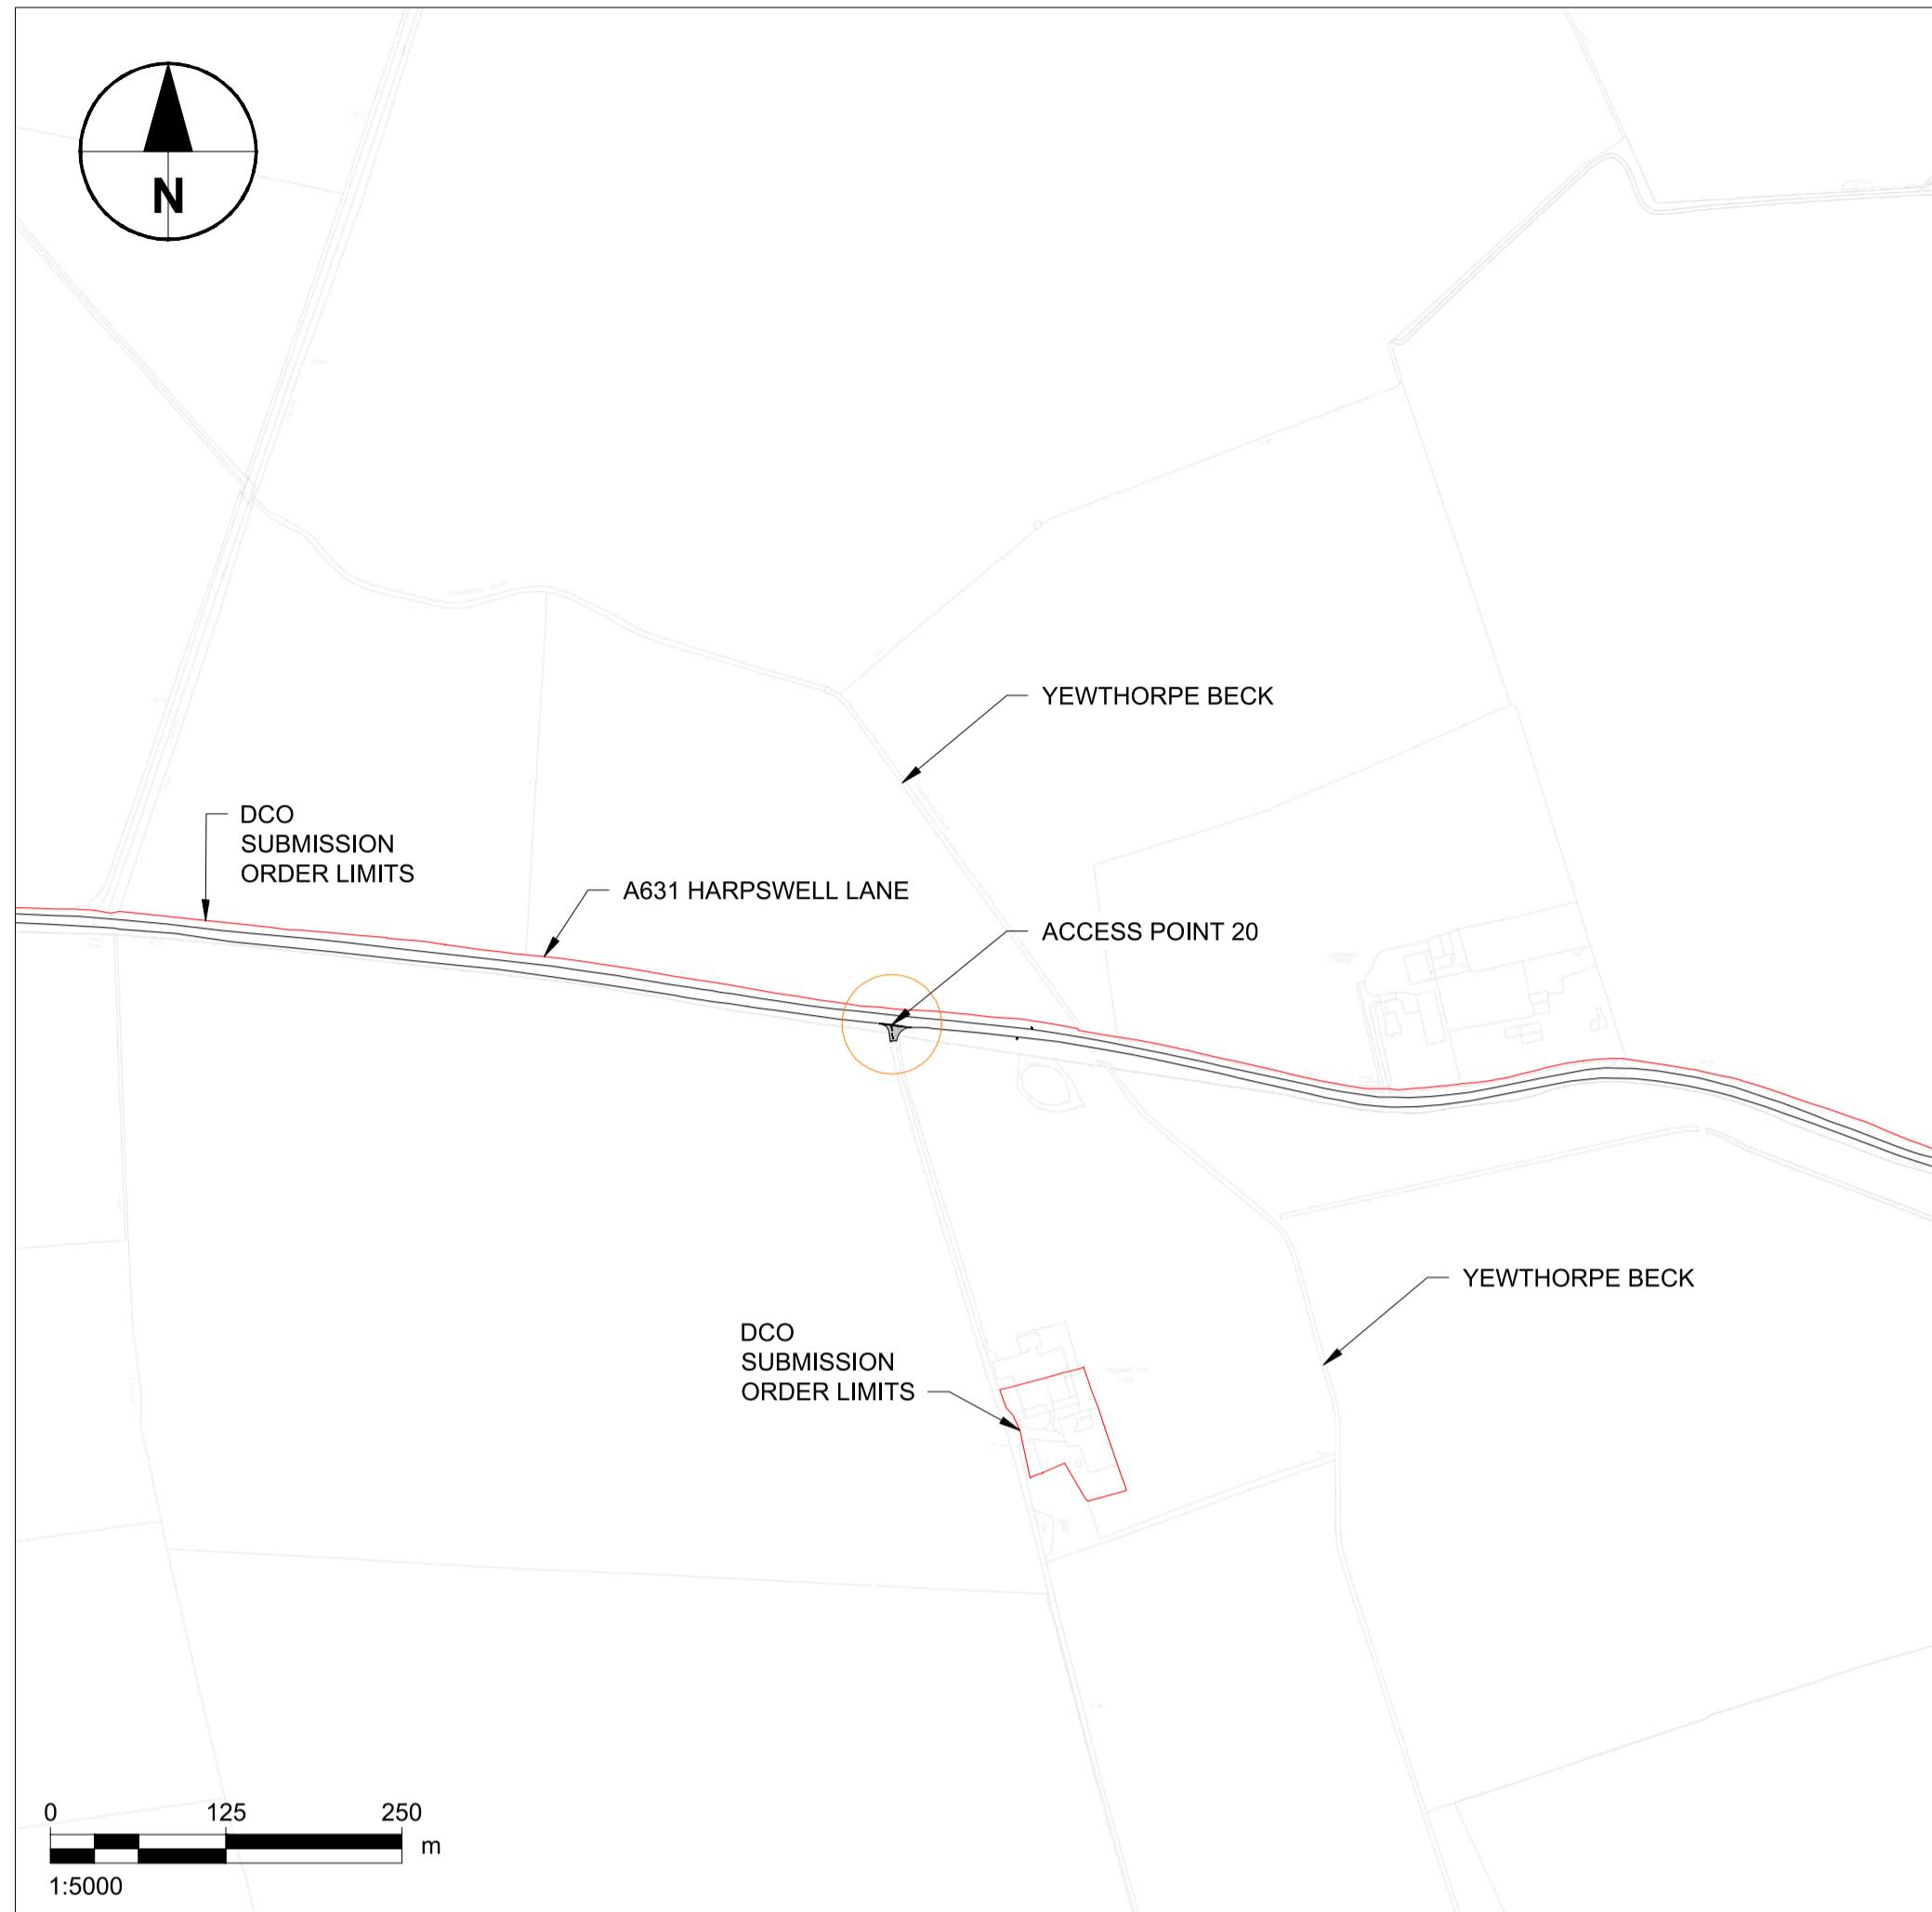 N
YEWTHORPE BECK
DCO
SUBMISSION
ORDER LIMITS
A631 HARPSWELL LANE
ACCESS POINT 20
YEWTHORPE BECK
DCO
SUBMISSION
ORDER LIMITS
0 125 250
m
1:5000